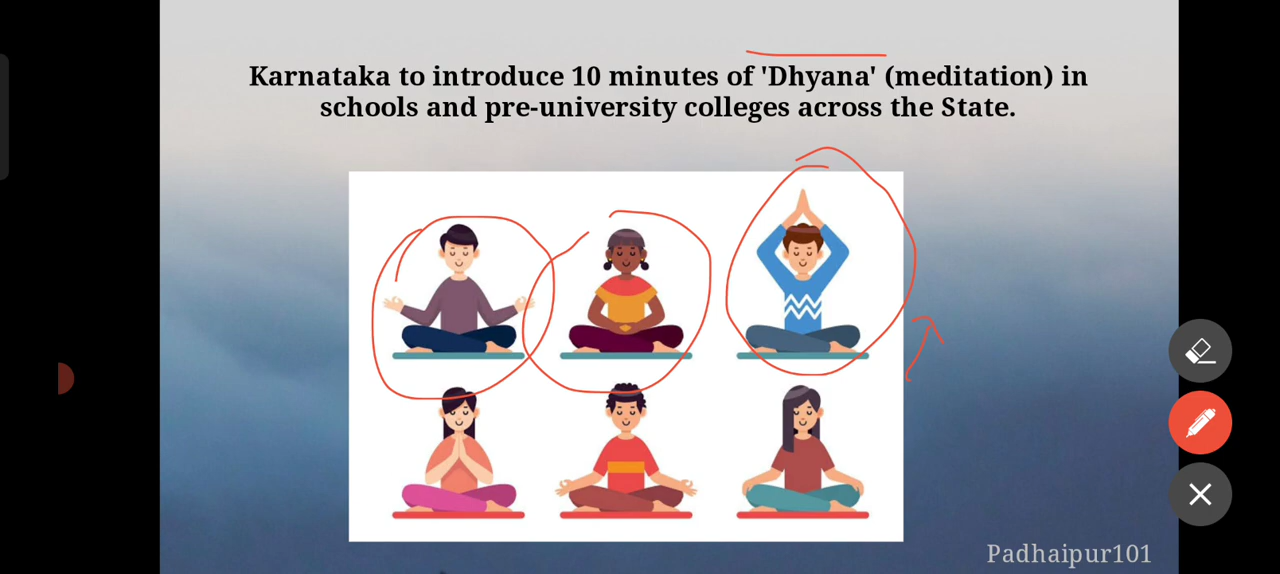 Karnataka to introduce 10 minutes of 'Dhyana' (meditation) in
schools and pre-university colleges across the State.
Padhaipur101